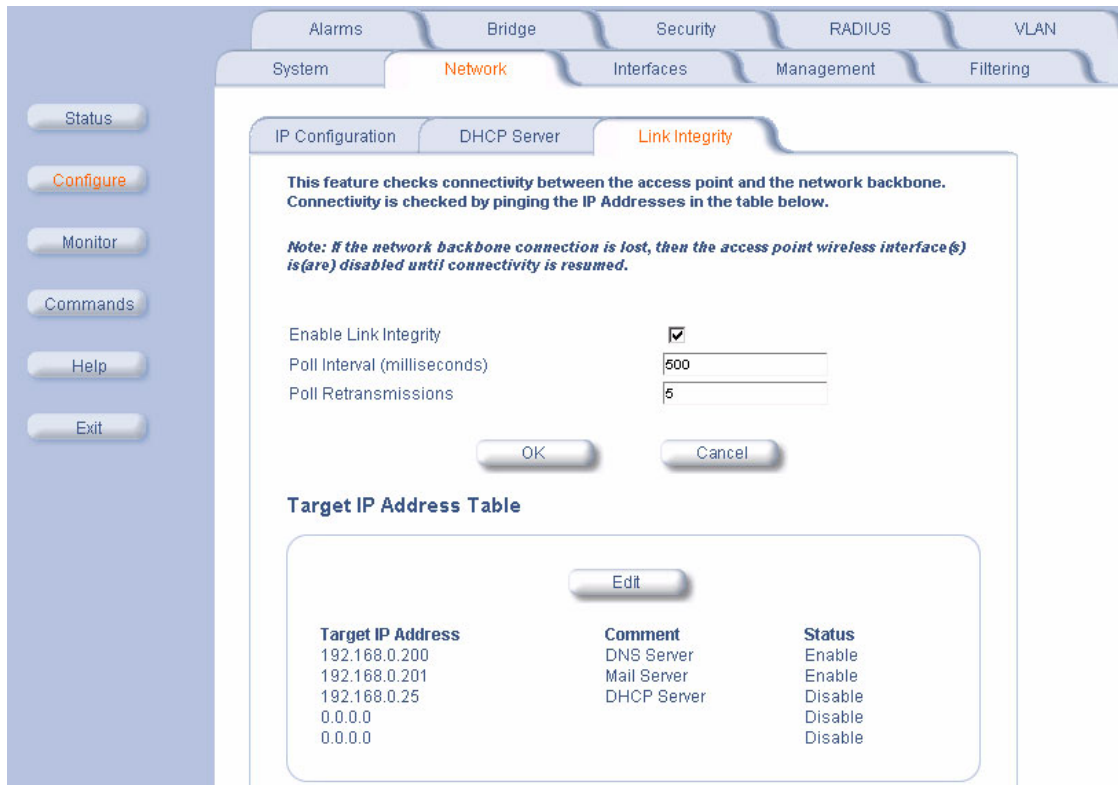 Alarms Bridge Security RADIUS VLAN
System Network Interfaces Management Filtering
Status
Configure
Monitor
Commands
Help
Exit
IP Configuration DHCP Server Link Integrity
This feature checks connectivity between the access point and the network backbone.
Connectivity is checked by pinging the IP Addresses in the table below.
Note: If the network backbone connection is lost, then the access point wireless interface(s)
is(are) disabled until connectivity is resumed.
Enable Link Integrity
Poll Interval (milliseconds) 500
Poll Retransmissions 5
OK Cancel
Target IP Address Table
Edit
Target IP Address Comment Status
192.168.0.200 DNS Server Enable
192.168.0.201 Mail Server Enable
192.168.0.25 DHCP Server Disable
0.0.0.0 Disable
0.0.0.0 Disable